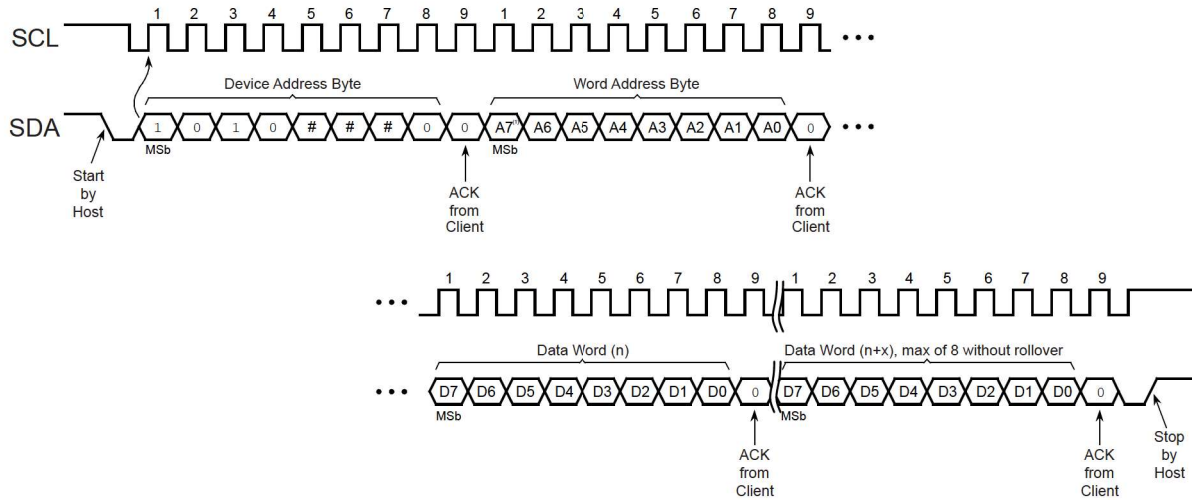 SCL 1 2 3 4 5 6 7 8 9 1 2 3 4 5 6 7 8 9
Device Address Byte Word Address Byte
SDA 1 0 1 0 # # # 0 0 A7(1) A6 A5 A4 A3 A2 A1 A0 0
MSb MSb
Start by Host
ACK from Client
ACK from Client
1 2 3 4 5 6 7 8 9 1 2 3 4 5 6 7 8 9
Data Word (n) Data Word (n+x), max of 8 without rollover
D7 D6 D5 D4 D3 D2 D1 D0 0 D7 D6 D5 D4 D3 D2 D1 D0 0
MSb MSb
ACK from Client
ACK from Client
Stop by Host